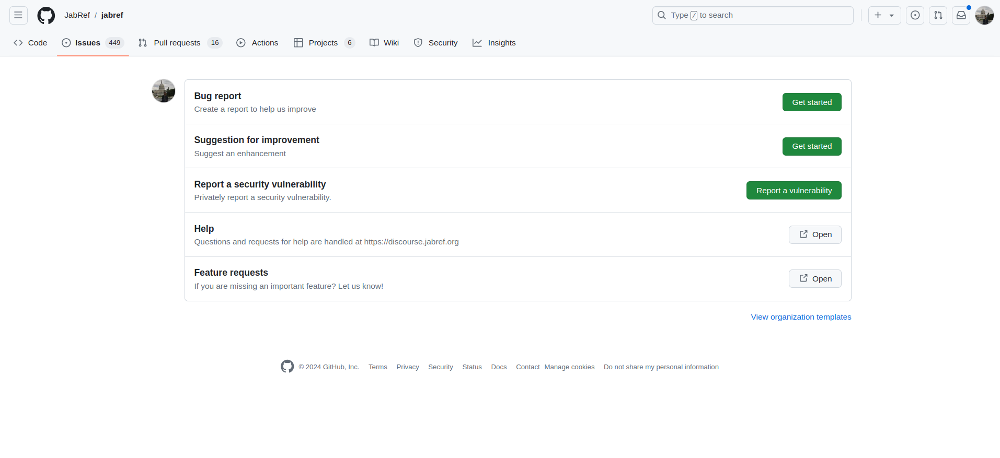 JabRef / jabref
Type / to search
Code
Issues 449
Pull requests 16
Actions
Projects 6
Wiki
Security
Insights
Bug report
Create a report to help us improve
Get started
Suggestion for improvement
Suggest an enhancement
Get started
Report a security vulnerability
Privately report a security vulnerability.
Report a vulnerability
Help
Questions and requests for help are handled at https://discourse.jabref.org
Open
Feature requests
If you are missing an important feature? Let us know!
Open
View organization templates
© 2024 GitHub, Inc. Terms Privacy Security Status Docs Contact Manage cookies Do not share my personal information